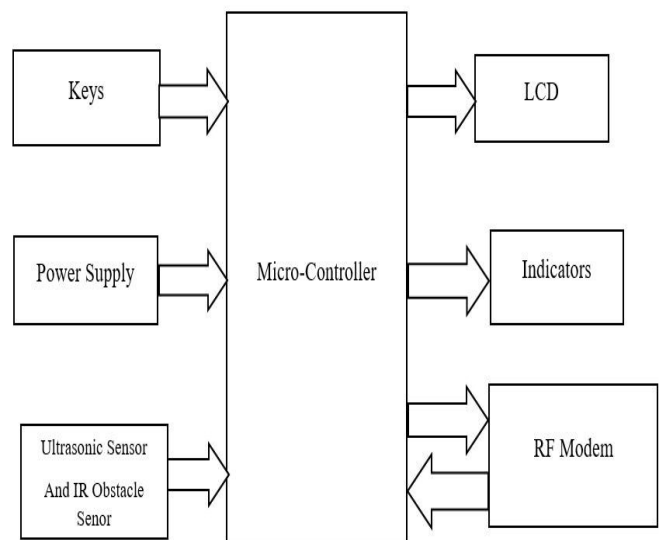 Keys
LCD
Power Supply
Micro-Controller
Indicators
Ultrasonic Sensor
And IR Obstacle
Senor
RF Modem